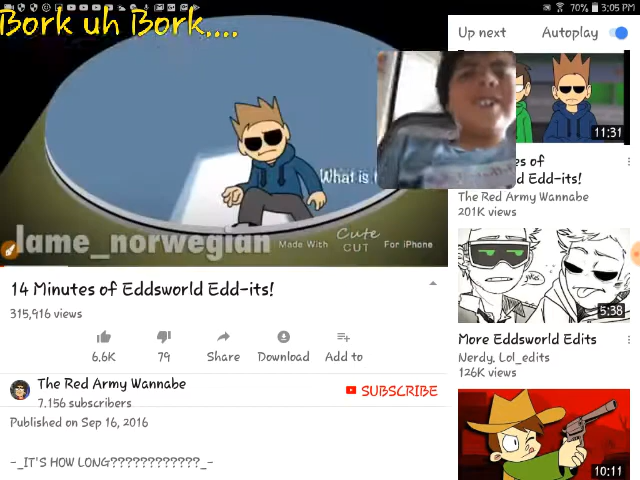 70% 3:05 PM
Bork uh Bork,...
Up next Autoplay
What is
lame_norwegian
Made With Cute CUT For iPhone
11:31
es of
d Edd-its!
The Red Army Wannabe
201K views
14 Minutes of Eddsworld Edd-its!
315,916 views
6.6K 79 Share Download Add to
The Red Army Wannabe
7,156 subscribers
SUBSCRIBE
Published on Sep 16, 2016
-_IT'S HOW LONG????????????_-
5:38
More Eddsworld Edits
Nerdy. Lol_edits
126K views
10:11